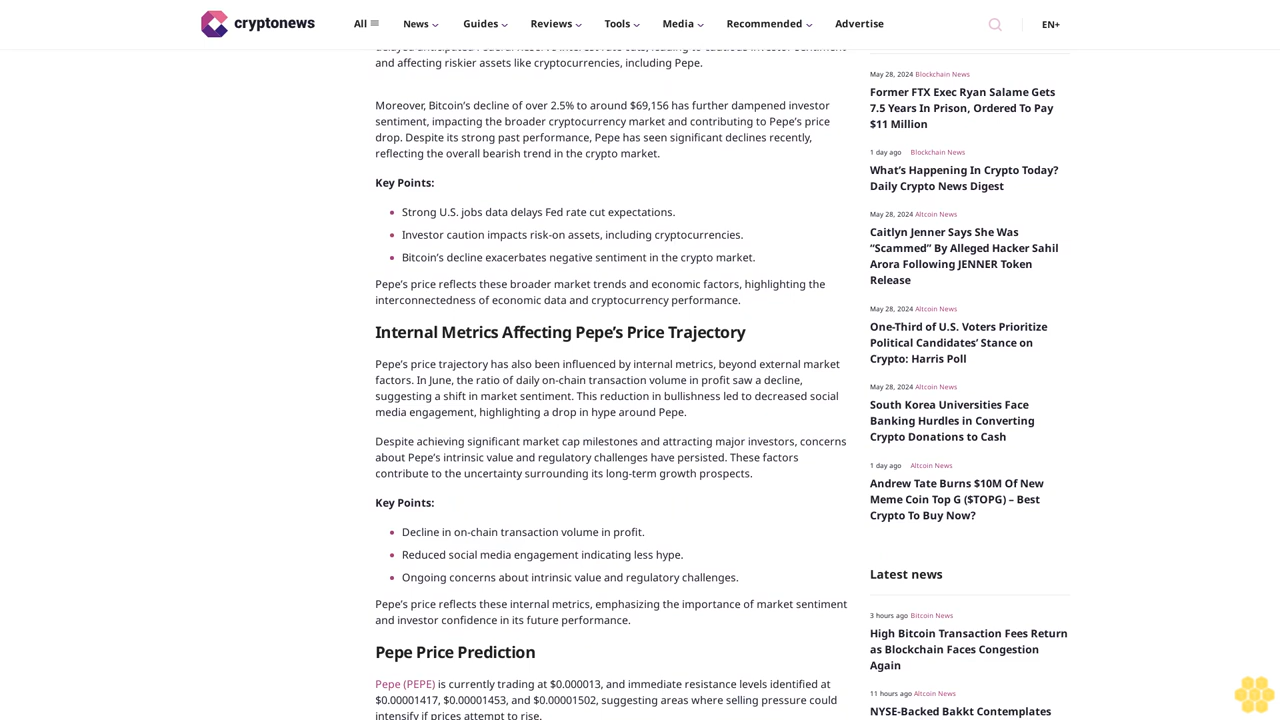 cryptonews
All
News
Guides
Reviews
Tools
Media
Recommended
Advertise
EN+
delayed anticipated Federal Reserve interest rate cuts, leading to cautious investor sentiment
and affecting riskier assets like cryptocurrencies, including Pepe.
Moreover, Bitcoin’s decline of over 2.5% to around $69,156 has further dampened investor
sentiment, impacting the broader cryptocurrency market and contributing to Pepe’s price
drop. Despite its strong past performance, Pepe has seen significant declines recently,
reflecting the overall bearish trend in the crypto market.
Key Points:
Strong U.S. jobs data delays Fed rate cut expectations.
Investor caution impacts risk-on assets, including cryptocurrencies.
Bitcoin’s decline exacerbates negative sentiment in the crypto market.
Pepe’s price reflects these broader market trends and economic factors, highlighting the
interconnectedness of economic data and cryptocurrency performance.
Internal Metrics Affecting Pepe’s Price Trajectory
Pepe’s price trajectory has also been influenced by internal metrics, beyond external market
factors. In June, the ratio of daily on-chain transaction volume in profit saw a decline,
suggesting a shift in market sentiment. This reduction in bullishness led to decreased social
media engagement, highlighting a drop in hype around Pepe.
Despite achieving significant market cap milestones and attracting major investors, concerns
about Pepe’s intrinsic value and regulatory challenges have persisted. These factors
contribute to the uncertainty surrounding its long-term growth prospects.
Key Points:
Decline in on-chain transaction volume in profit.
Reduced social media engagement indicating less hype.
Ongoing concerns about intrinsic value and regulatory challenges.
Pepe’s price reflects these internal metrics, emphasizing the importance of market sentiment
and investor confidence in its future performance.
Pepe Price Prediction
Pepe (PEPE) is currently trading at $0.000013, and immediate resistance levels identified at
$0.00001417, $0.00001453, and $0.00001502, suggesting areas where selling pressure could
intensify if prices attempt to rise.
May 28, 2024 Blockchain News
Former FTX Exec Ryan Salame Gets
7.5 Years In Prison, Ordered To Pay
$11 Million
1 day ago Blockchain News
What’s Happening In Crypto Today?
Daily Crypto News Digest
May 28, 2024 Altcoin News
Caitlyn Jenner Says She Was
“Scammed” By Alleged Hacker Sahil
Arora Following JENNER Token
Release
May 28, 2024 Altcoin News
One-Third of U.S. Voters Prioritize
Political Candidates’ Stance on
Crypto: Harris Poll
May 28, 2024 Altcoin News
South Korea Universities Face
Banking Hurdles in Converting
Crypto Donations to Cash
1 day ago Altcoin News
Andrew Tate Burns $10M Of New
Meme Coin Top G ($TOPG) – Best
Crypto To Buy Now?
Latest news
3 hours ago Bitcoin News
High Bitcoin Transaction Fees Return
as Blockchain Faces Congestion
Again
11 hours ago Altcoin News
NYSE-Backed Bakkt Contemplates